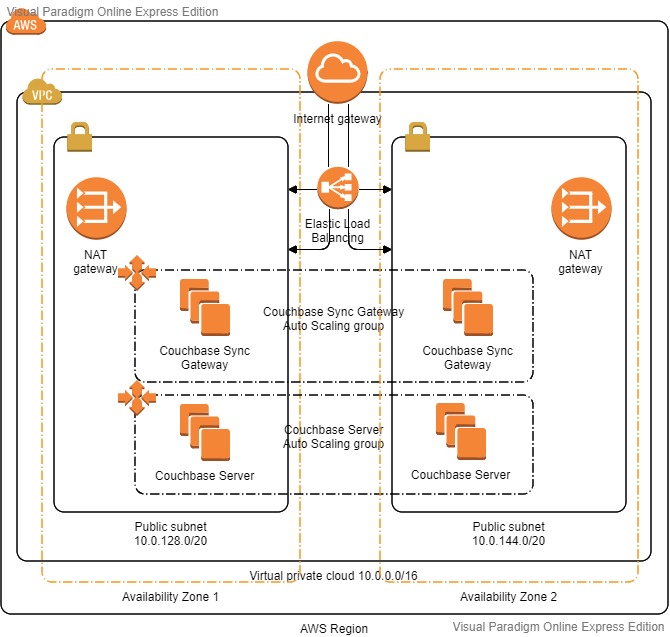 Visual Paradigm Online Express Edition
AWS
VPC
Internet gateway
Elastic Load
Balancing
NAT
gateway
NAT
gateway
Couchbase Sync Gateway
Auto Scaling group
Couchbase Sync
Gateway
Couchbase Sync
Gateway
Couchbase Server
Auto Scaling group
Couchbase Server
Couchbase Server
Public subnet
10.0.128.0/20
Public subnet
10.0.144.0/20
Virtual private cloud 10.0.0.0/16
Availability Zone 1
Availability Zone 2
AWS Region
Visual Paradigm Online Express Edition